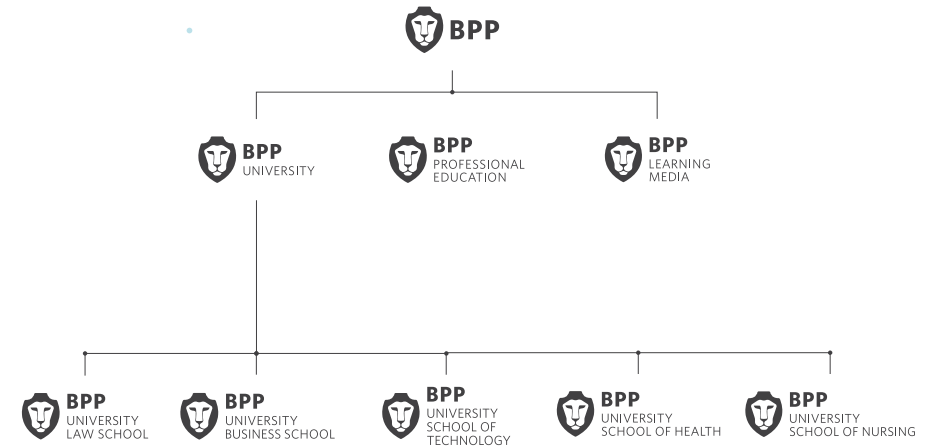 BPP
BPP
UNIVERSITY
BPP
PROFESSIONAL
EDUCATION
BPP
LEARNING
MEDIA
BPP
UNIVERSITY
LAW SCHOOL
BPP
UNIVERSITY
BUSINESS SCHOOL
BPP
UNIVERSITY
SCHOOL OF
TECHNOLOGY
BPP
UNIVERSITY
SCHOOL OF HEALTH
BPP
UNIVERSITY
SCHOOL OF NURSING